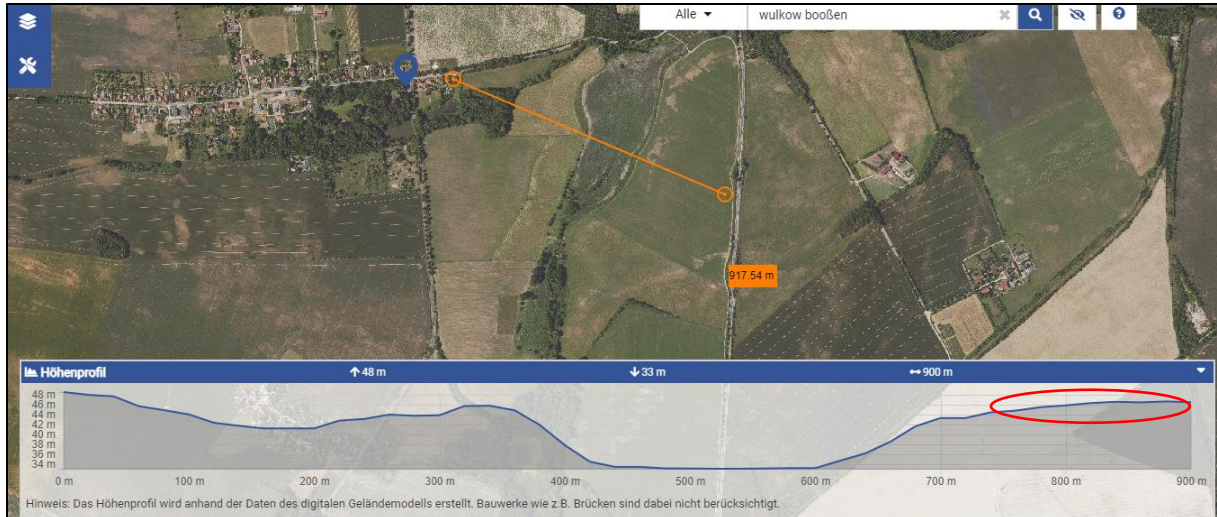 Alle wulkow booßen
917.54 m
Höhenprofil 48 m 33 m 900 m
48 m
46 m
44 m
42 m
40 m
38 m
36 m
34 m
0 m 100 m 200 m 300 m 400 m 500 m 600 m 700 m 800 m 900 m
Hinweis: Das Höhenprofil wird anhand der Daten des digitalen Geländemodells erstellt. Bauwerke wie z.B. Brücken sind dabei nicht berücksichtigt.